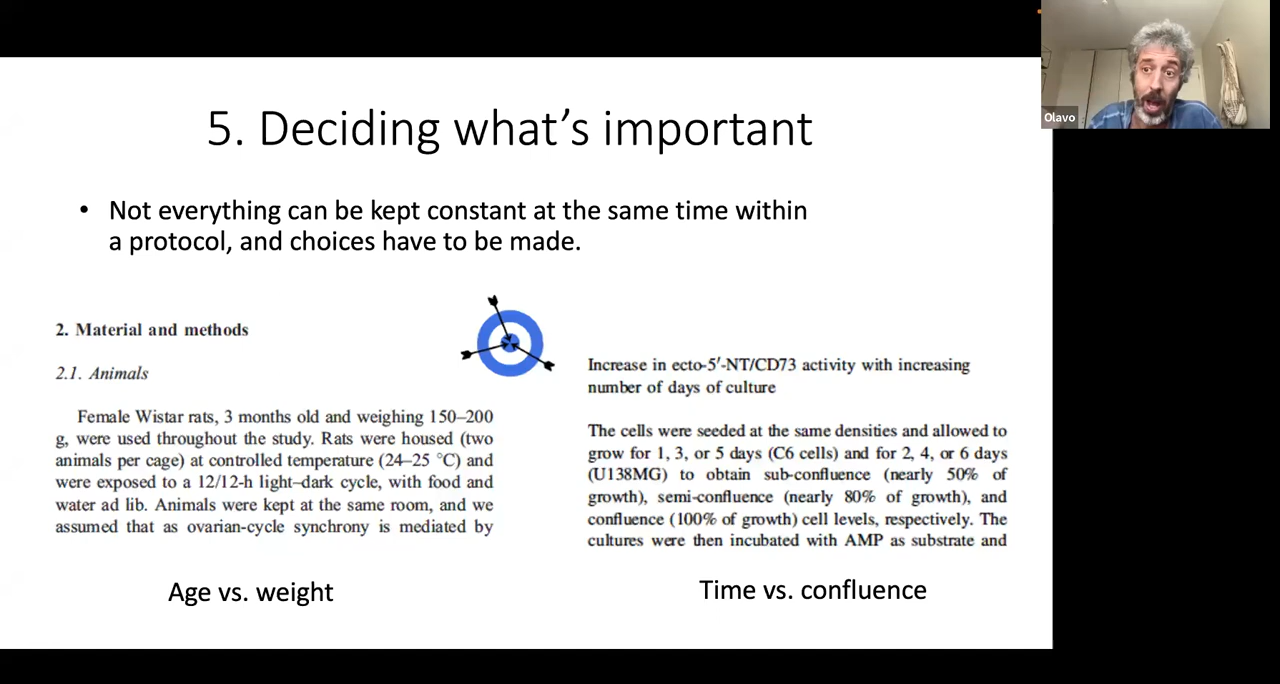 Olavo
5. Deciding what's important
• Not everything can be kept constant at the same time within
a protocol, and choices have to be made.
2. Material and methods
2.1. Animals
Female Wistar rats, 3 months old and weighing 150–200
g, were used throughout the study. Rats were housed (two
animals per cage) at controlled temperature (24–25 °C) and
were exposed to a 12/12-h light–dark cycle, with food and
water ad lib. Animals were kept at the same room, and we
assumed that as ovarian-cycle synchrony is mediated by
Age vs. weight
Increase in ecto-5′-NT/CD73 activity with increasing
number of days of culture
The cells were seeded at the same densities and allowed to
grow for 1, 3, or 5 days (C6 cells) and for 2, 4, or 6 days
(U138MG) to obtain sub-confluence (nearly 50% of
growth), semi-confluence (nearly 80% of growth), and
confluence (100% of growth) cell levels, respectively. The
cultures were then incubated with AMP as substrate and
Time vs. confluence